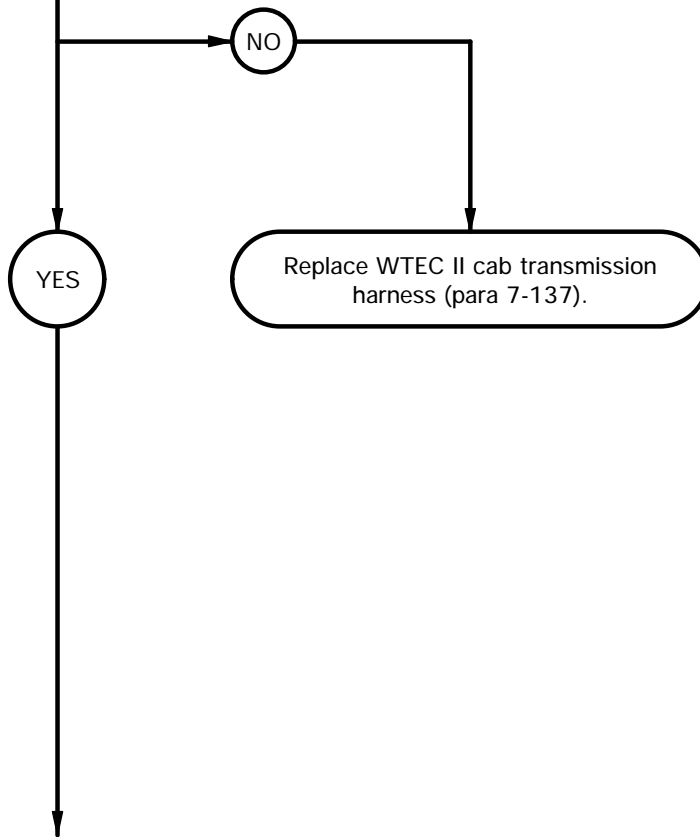 NO
YES
Replace WTEC II cab transmission
harness (para 7-137).